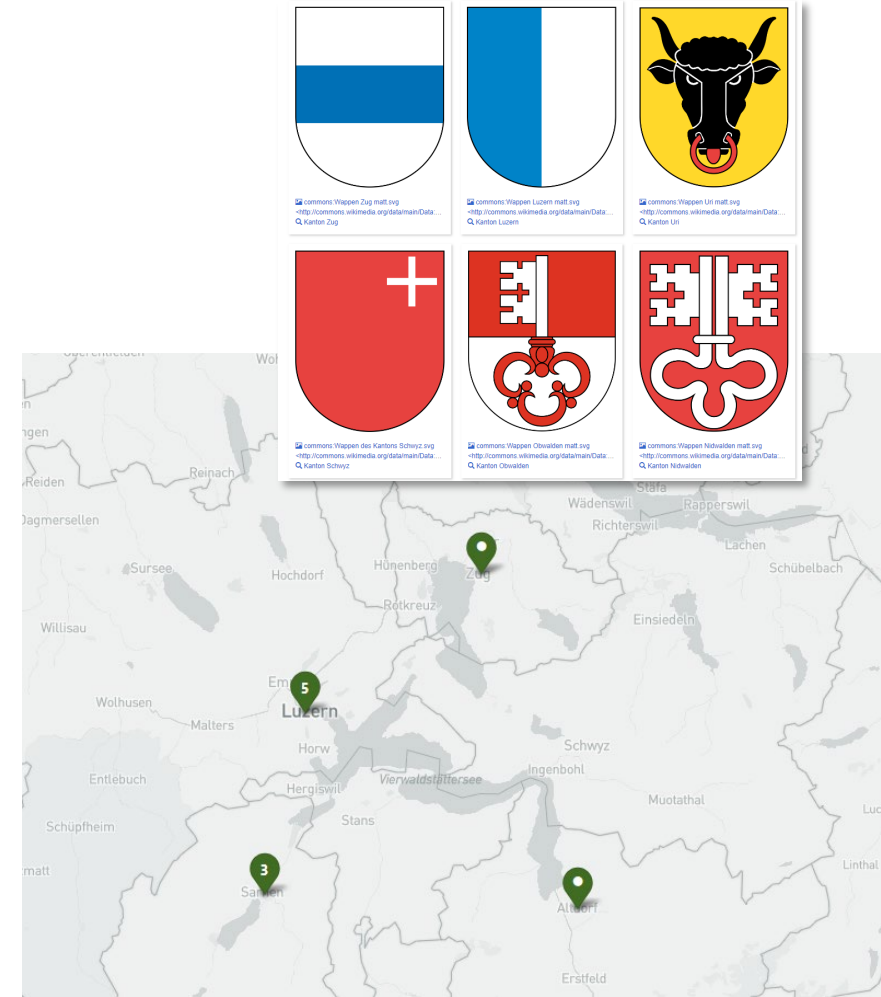 commons:Wappen Zug matt.svg
<http://commons.wikimedia.org/data/main/Data:...
Kanton Zug
commons:Wappen Luzern matt.svg
<http://commons.wikimedia.org/data/main/Data:...
Kanton Luzern
commons:Wappen Uri matt.svg
<http://commons.wikimedia.org/data/main/Data:...
Kanton Uri
commons:Wappen des Kantons Schwyz.svg
<http://commons.wikimedia.org/data/main/Data:...
Kanton Schwyz
commons:Wappen Obwalden matt.svg
<http://commons.wikimedia.org/data/main/Data:...
Kanton Obwalden
commons:Wappen Nidwalden matt.svg
<http://commons.wikimedia.org/data/main/Data:...
Kanton Nidwalden
Reinach
Reiden
Stäfa
Wädenswil
Rapperswil
Richterswil
Dagmersellen
Lachen
Sursee
Hochdorf
Hünenberg
Zug
Schübelbach
Rotkreuz
Einsiedeln
Willisau
5
Luzern
Wolhusen
Malters
Horw
Schwyz
Ingenbohl
Entlebuch
Hergiswil
Vierwaldstättersee
Muotathal
Stans
Schüpfheim
Linthal
3
Sarnen
Altdorf
Erstfeld